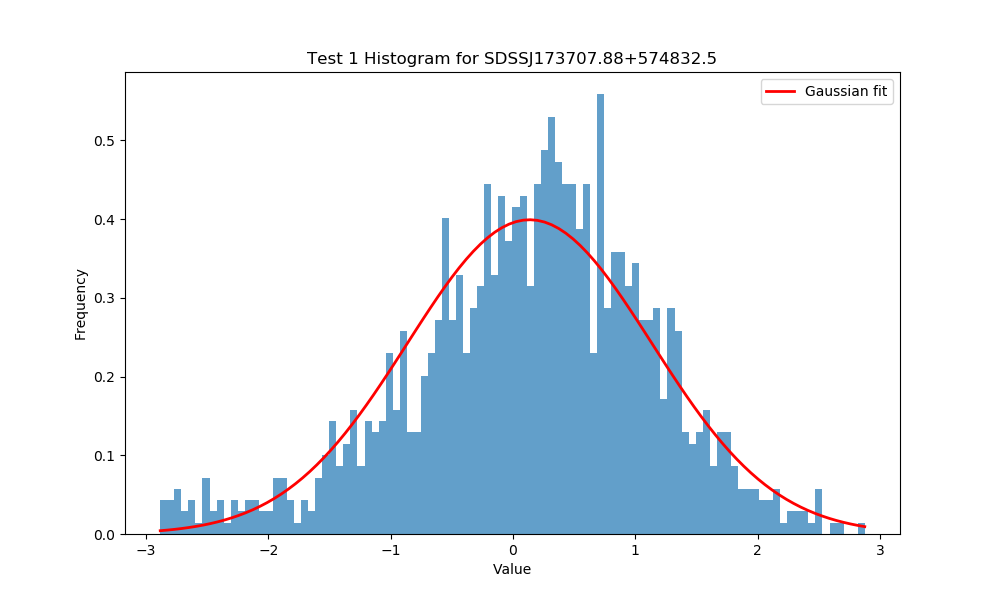 Test 1 Histogram for SDSSJ173707.88+574832.5
Gaussian fit
Frequency
0.5
0.4
0.3
0.2
0.1
0.0
−3 −2 −1 0 1 2 3
Value